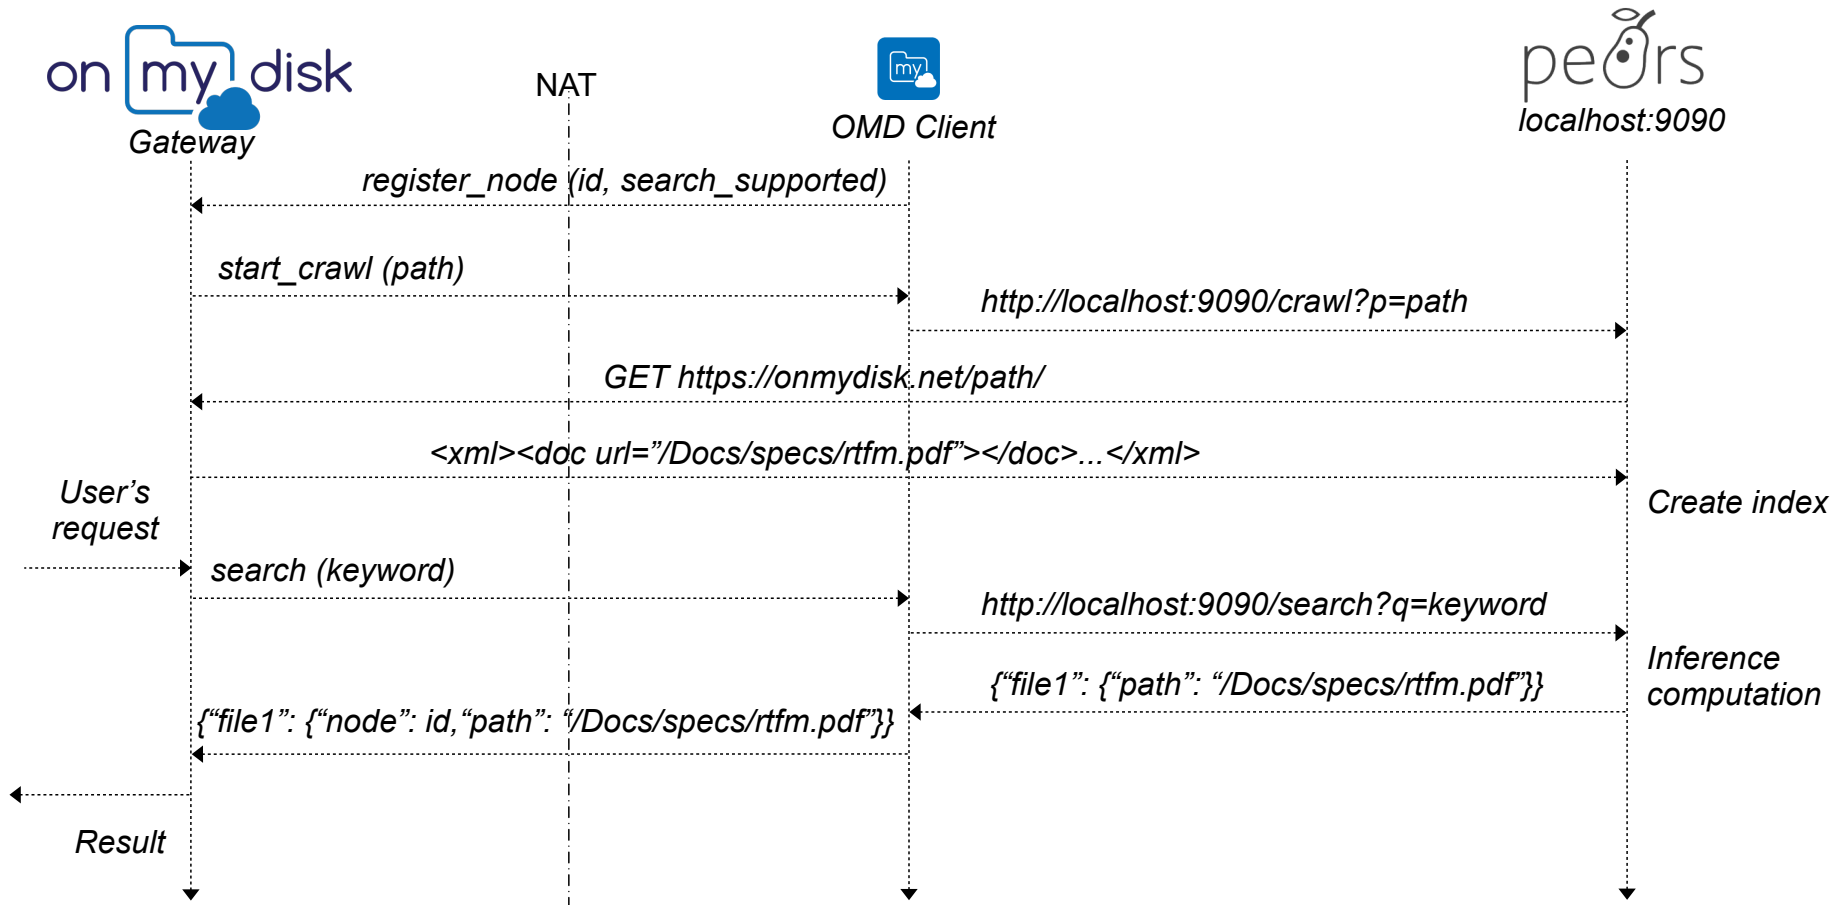 on my disk
Gateway
NAT
my
OMD Client
pears
localhost:9090
register_node (id, search_supported)
start_crawl (path)
http://localhost:9090/crawl?p=path
GET https://onmydisk.net/path/
<xml><doc url=”/Docs/specs/rtfm.pdf”></doc>...</xml>
User’s
request
Create index
search (keyword)
http://localhost:9090/search?q=keyword
Inference
computation
{“file1”: {“path”: “/Docs/specs/rtfm.pdf”}}
{“file1”: {“node”: id,“path”: “/Docs/specs/rtfm.pdf”}}
Result